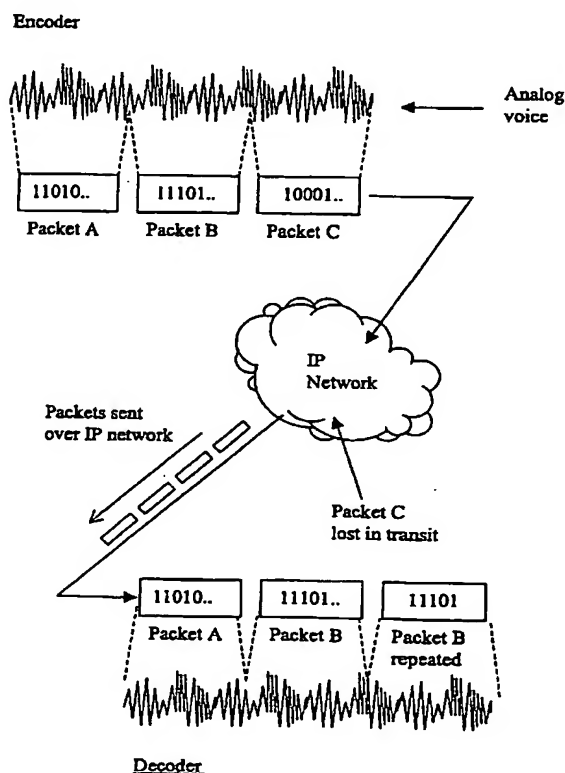 Encoder
Analog
voice
11010..
11101..
10001..
Packet A
Packet B
Packet C
IP
Network
Packets sent
over IP network
Packet C
lost in transit
11010..
11101..
11101
Packet A
Packet B
Packet B
repeated
Decoder